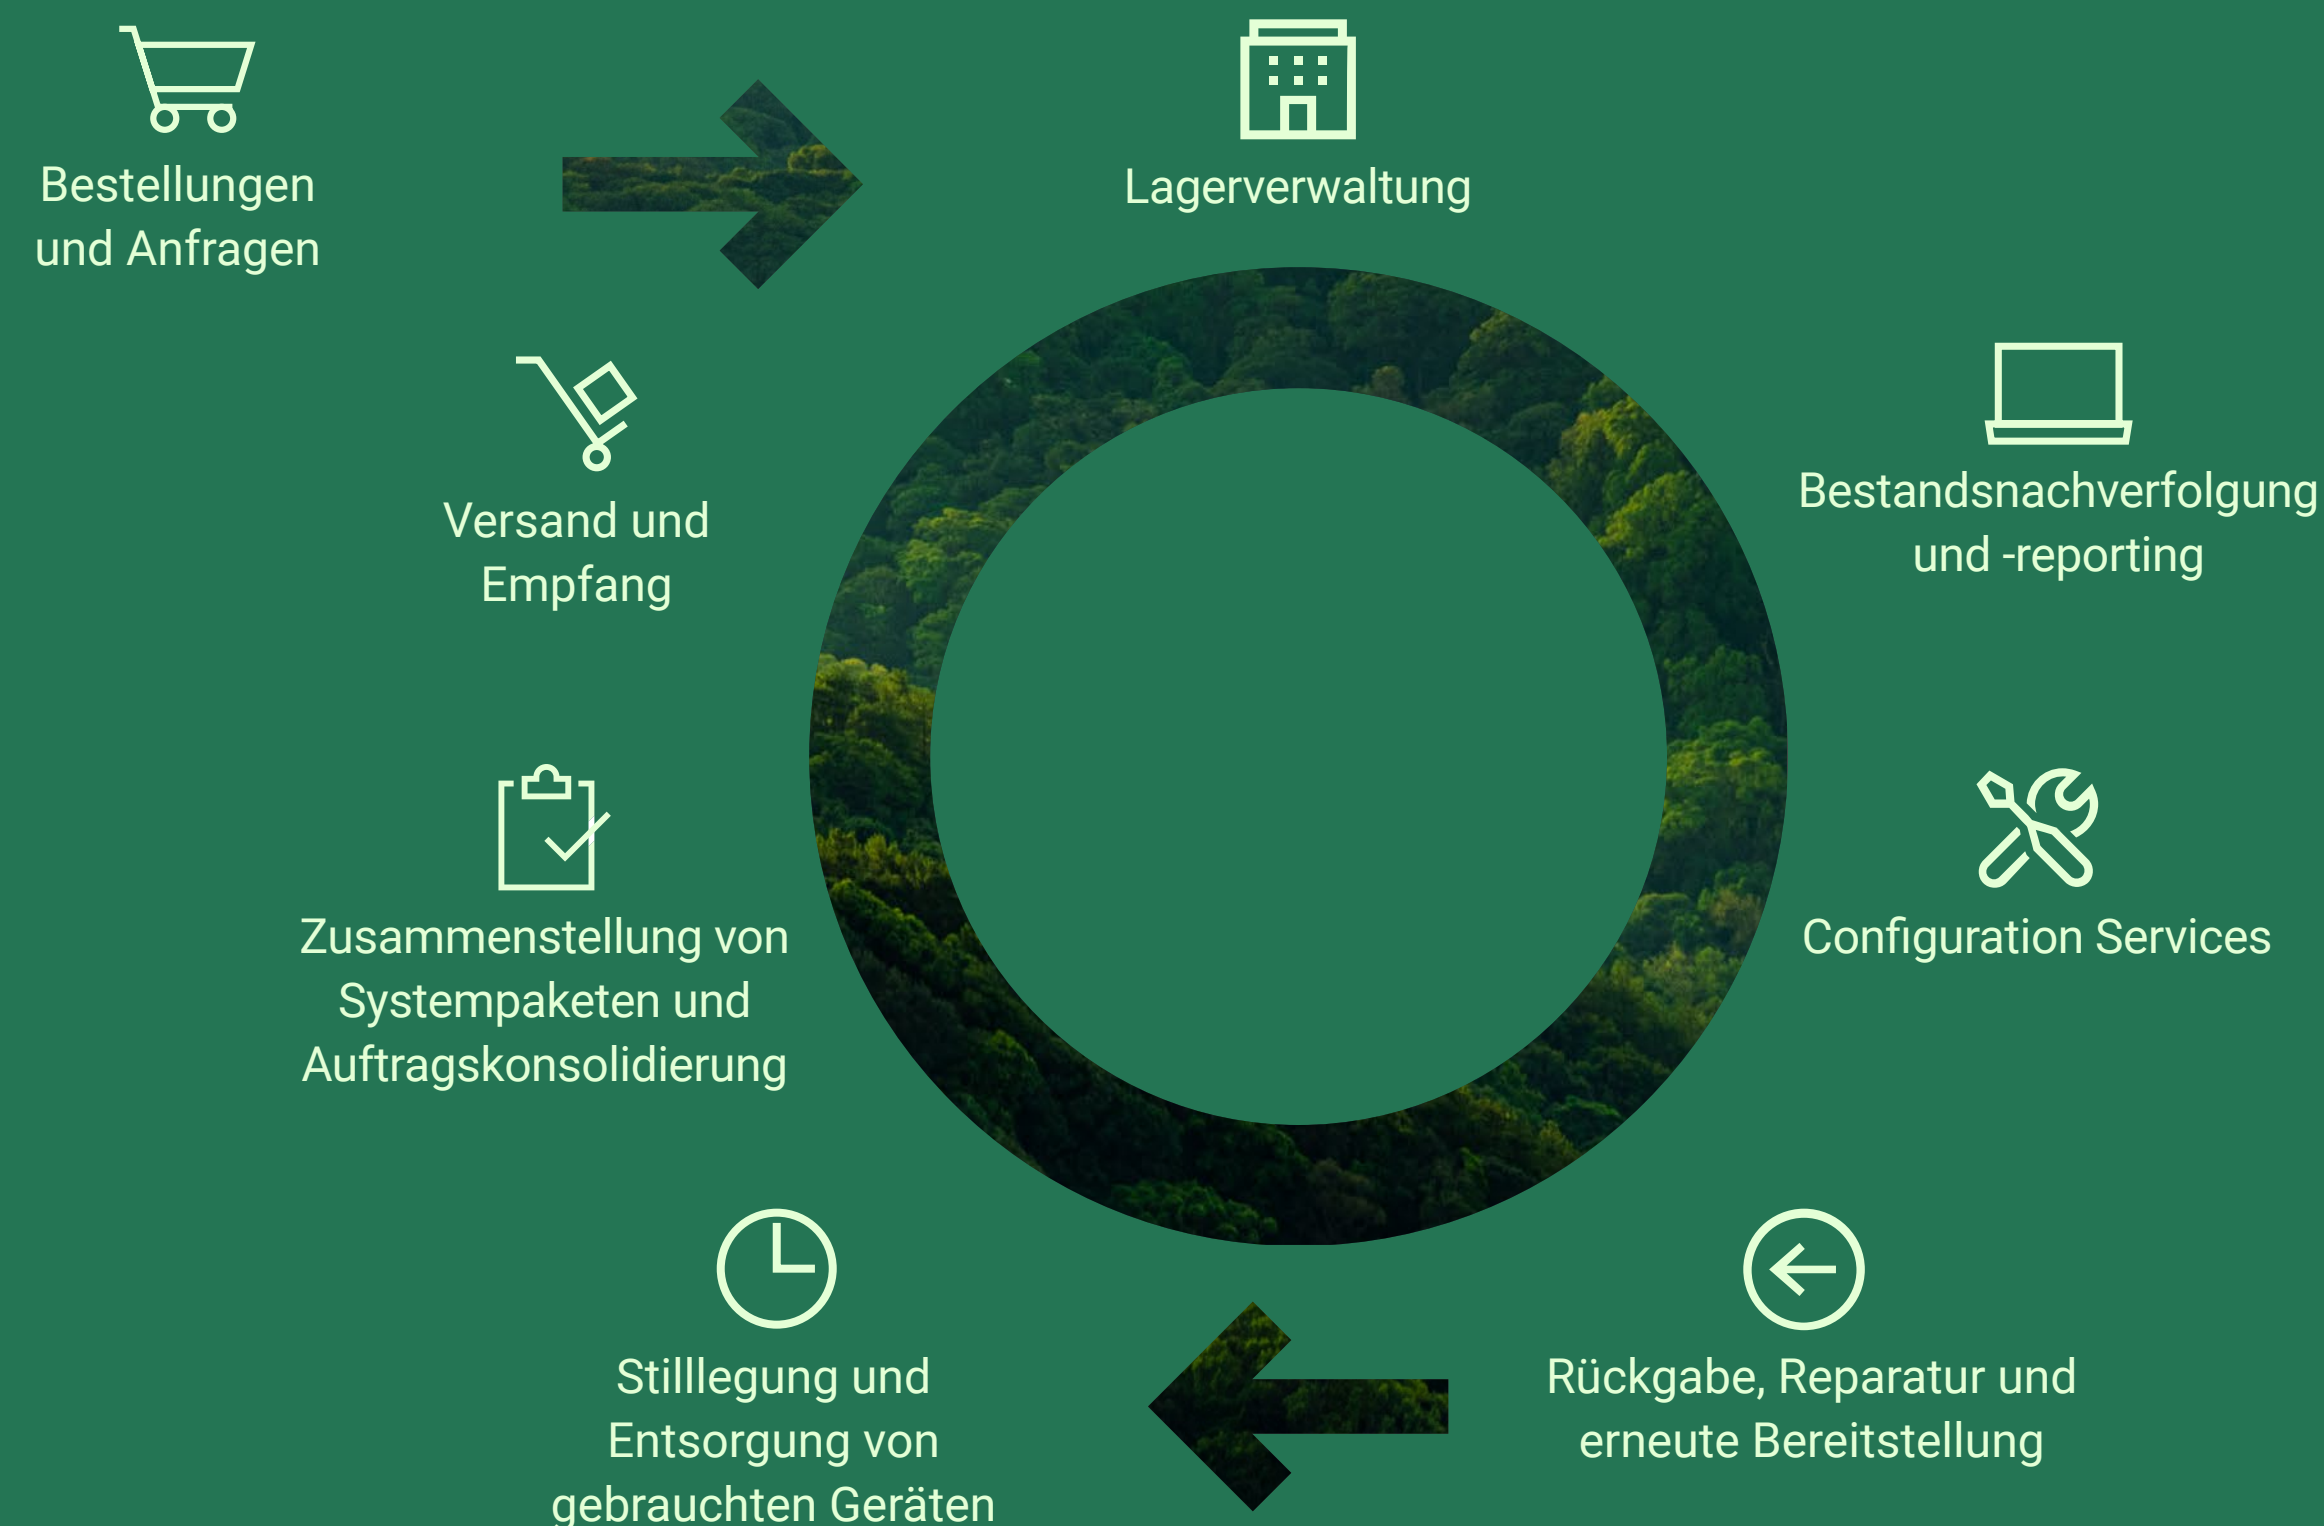 Bestellungen
und Anfragen
Lagerverwaltung
Bestandsnachverfolgung
und -reporting
Configuration Services
Rückgabe, Reparatur und
erneute Bereitstellung
Stilllegung und
Entsorgung von
gebrauchten Geräten
Zusammenstellung von
Systempaketen und
Auftragskonsolidierung
Versand und
Empfang